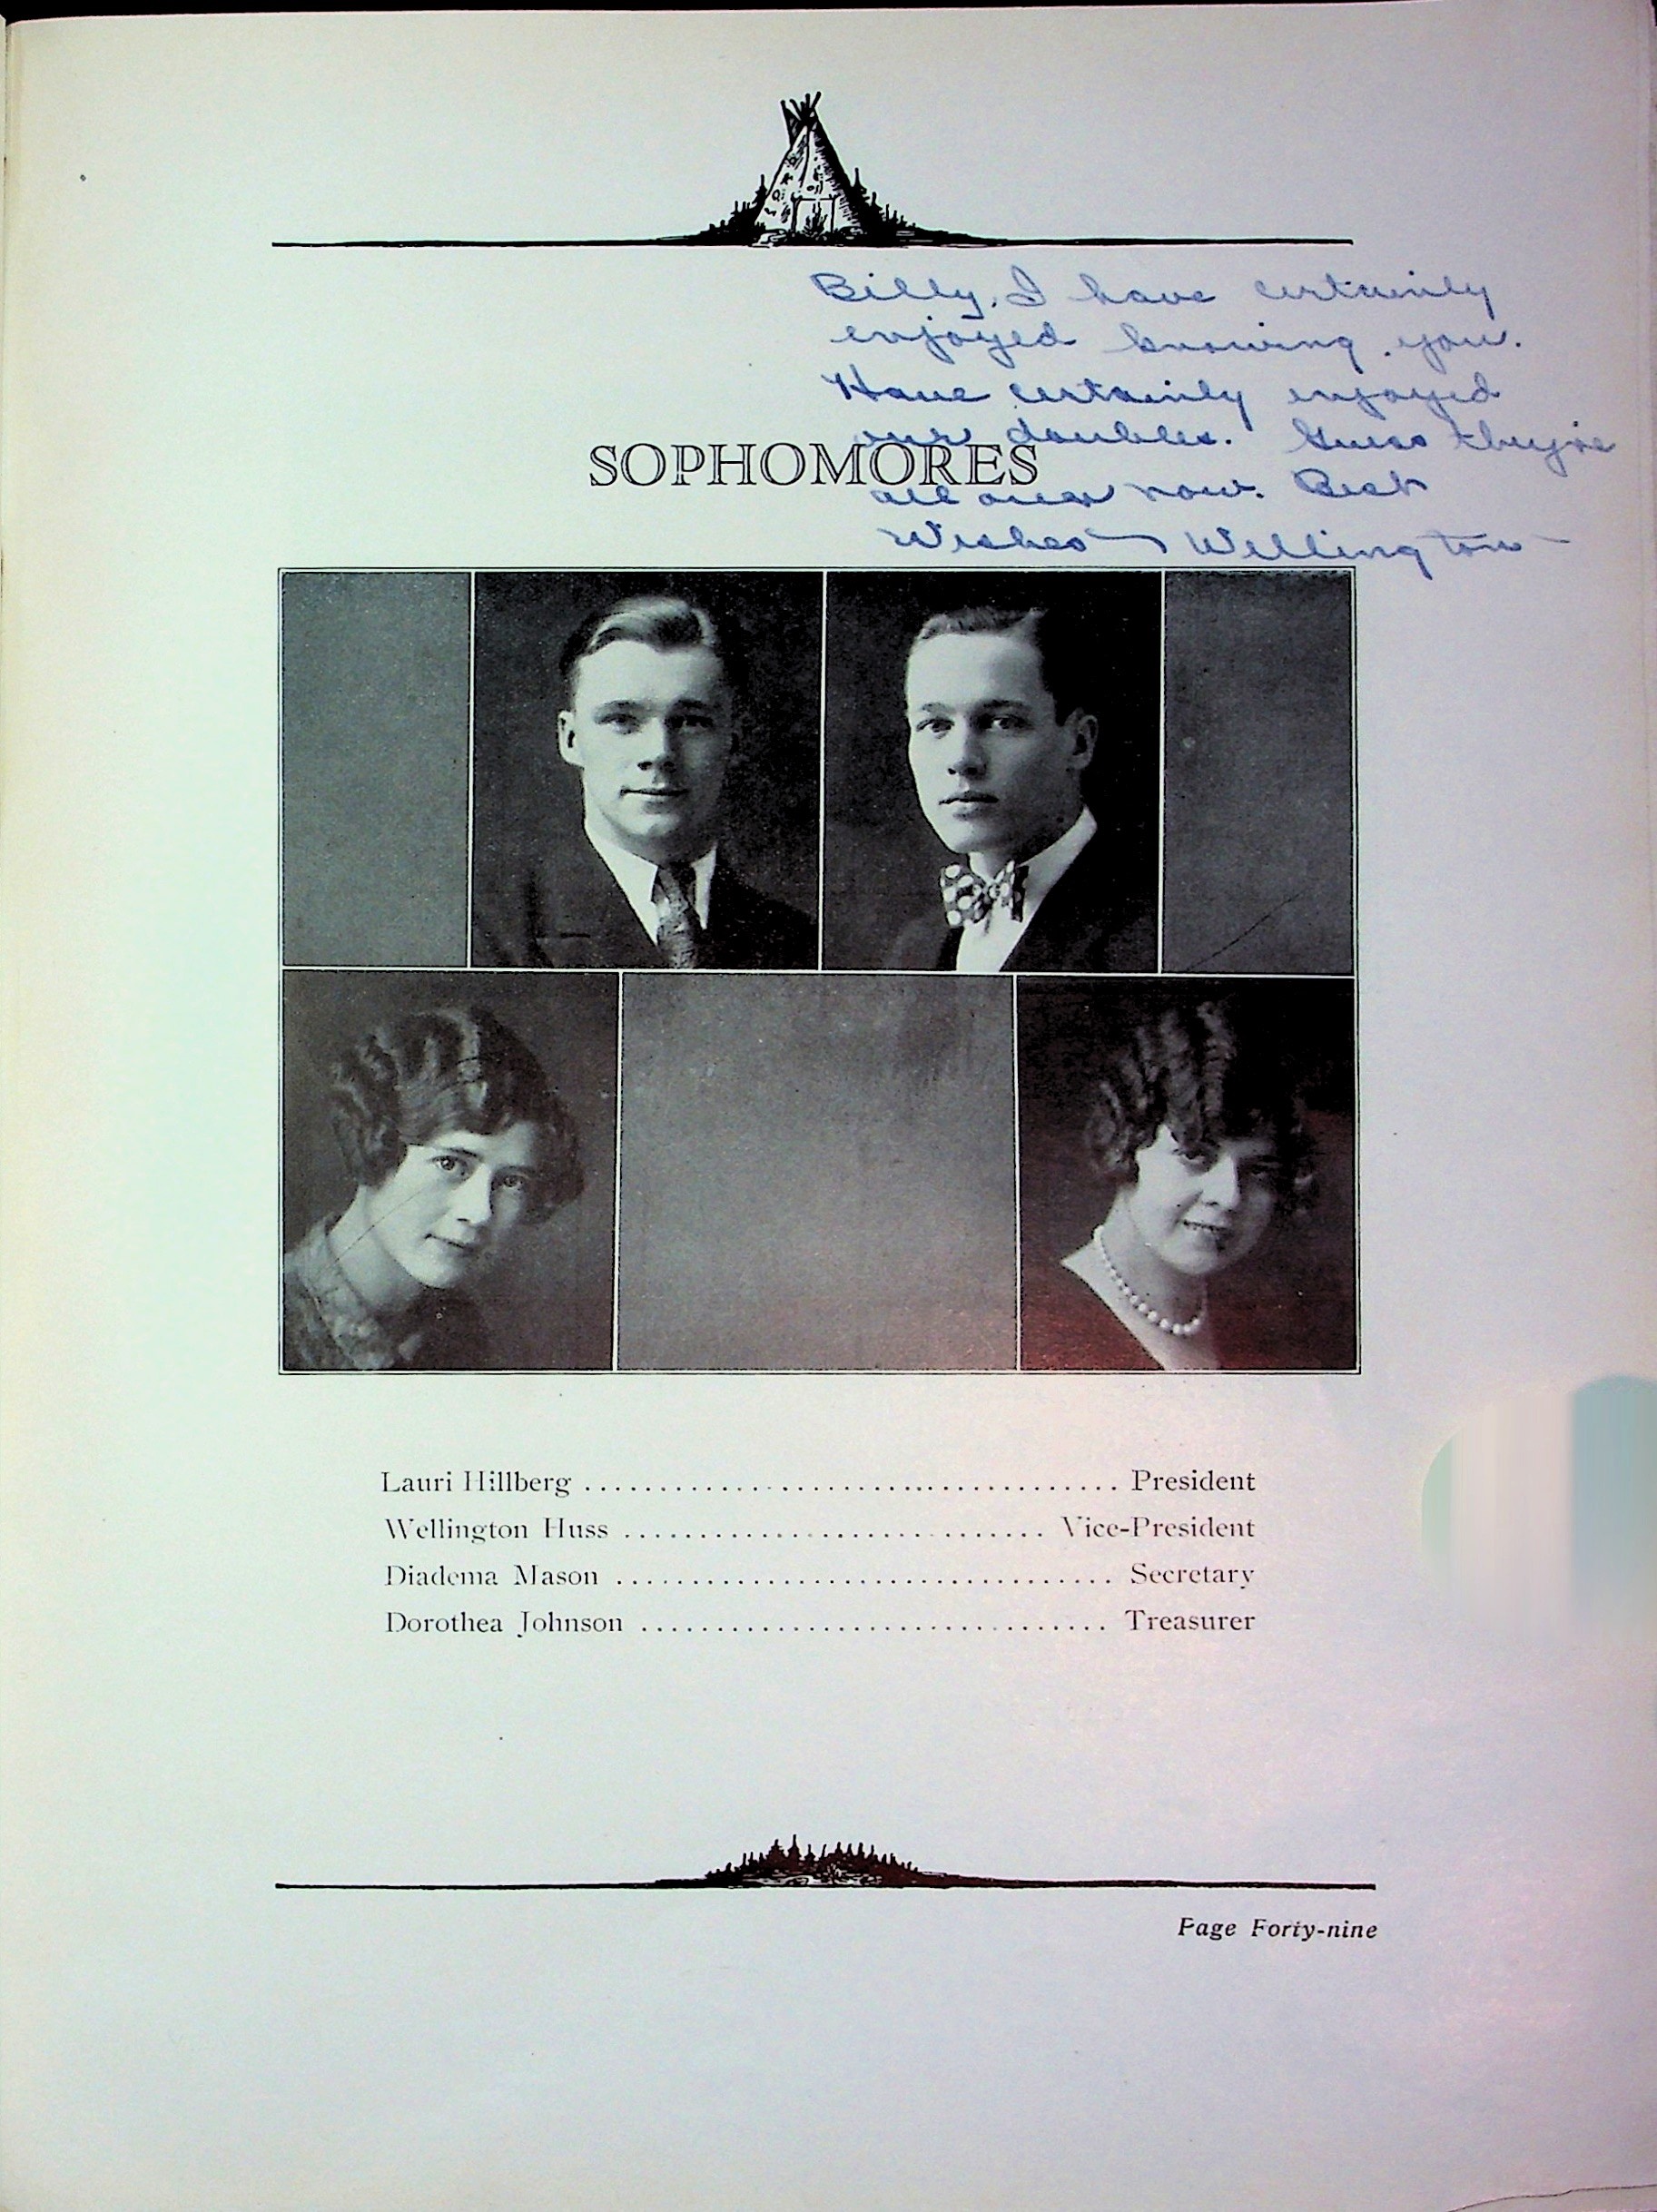 Billy, I have certainly
enjoyed knowing you.
Have certainly enjoyed
our doubles. Guess they're
SOPHOMORES
all over now. Best
Wishes Wellington
Lauri Hillberg President
Wellington Huss Vice-President
Diadema Mason Secretary
Dorothea Johnson Treasurer
Page Forty-nine